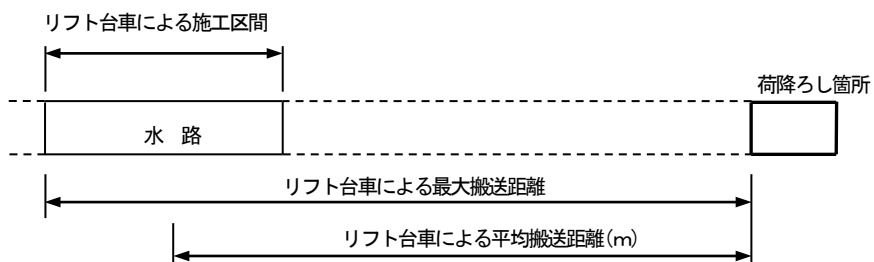 リフト台車による施工区間
荷降ろし箇所
水　路
リフト台車による最大搬送距離
リフト台車による平均搬送距離(m)